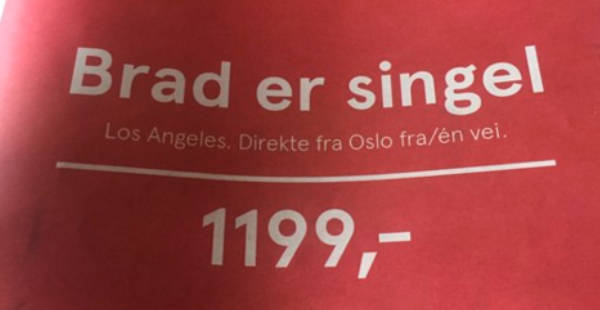 Brad er singel
Los Angeles. Direkte fra Oslo fra/én vei.
1199,-